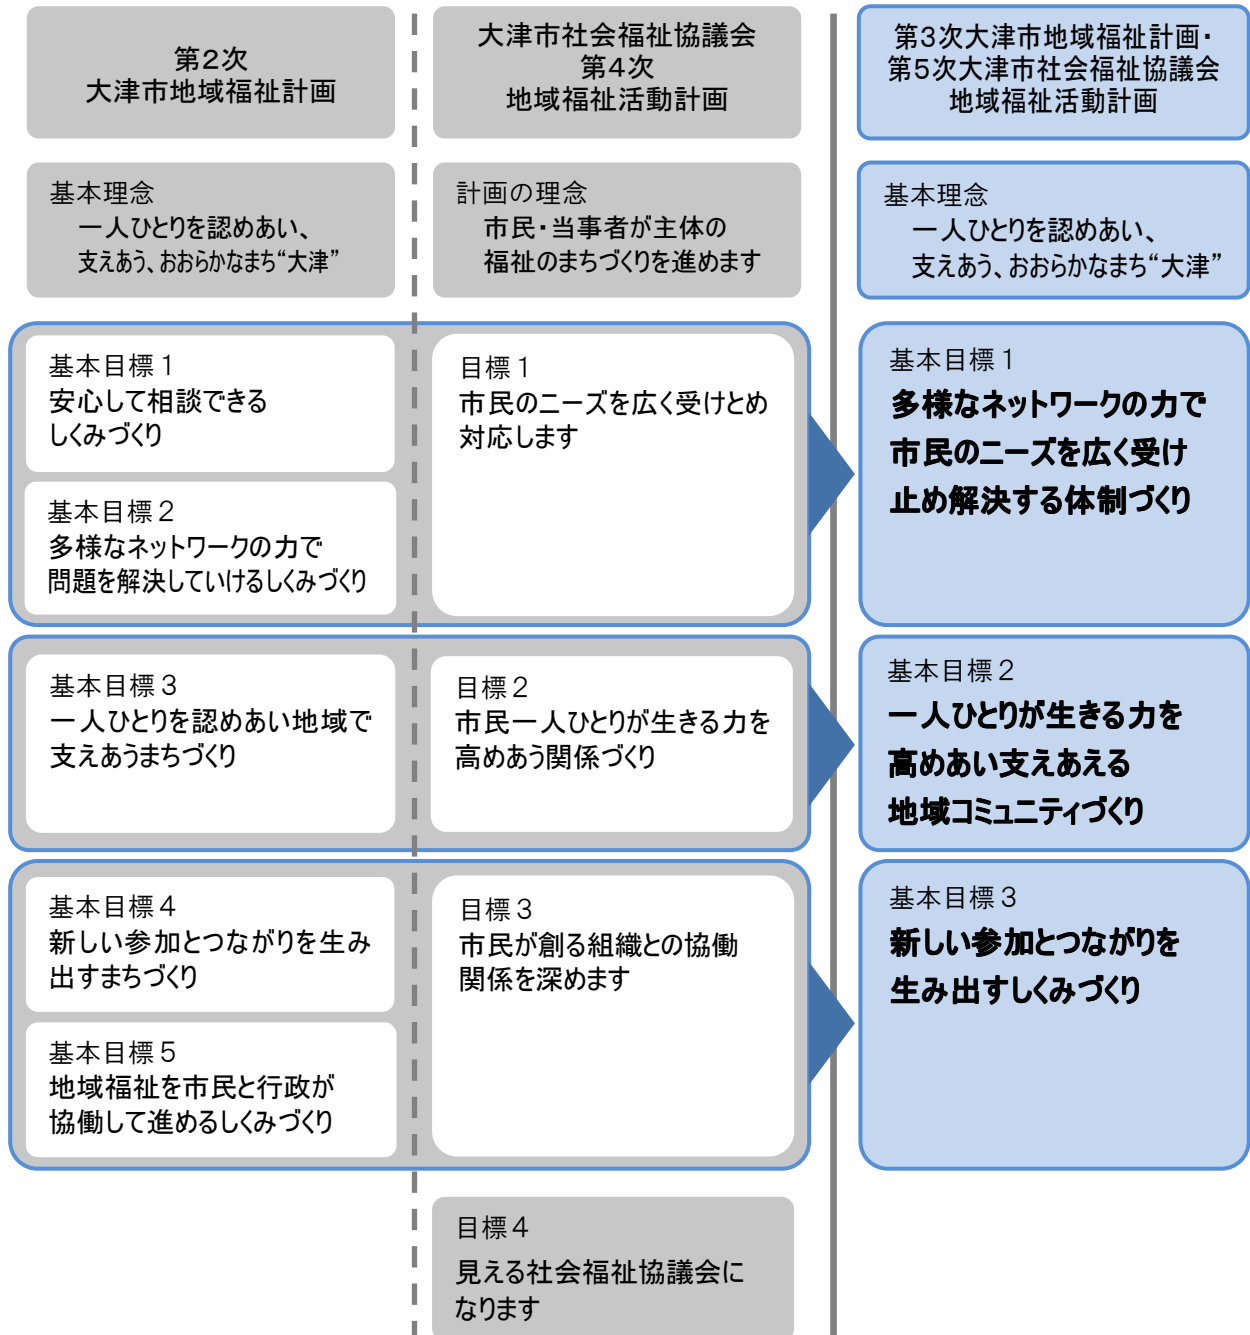 第2次
大津市地域福祉計画
大津市社会福祉協議会
第4次
地域福祉活動計画
第3次大津市地域福祉計画・
第5次大津市社会福祉協議会
地域福祉活動計画
基本理念
一人ひとりを認めあい、
支えあう、おおらかなまち“大津”
計画の理念
市民・当事者が主体の
福祉のまちづくりを進めます
基本理念
一人ひとりを認めあい、
支えあう、おおらかなまち“大津”
基本目標1
安心して相談できる
しくみづくり
基本目標2
多様なネットワークの力で
問題を解決していけるしくみづくり
目標1
市民のニーズを広く受けとめ
対応します
基本目標1
多様なネットワークの力で
市民のニーズを広く受け
止め解決する体制づくり
基本目標3
一人ひとりを認めあい地域で
支えあうまちづくり
目標2
市民一人ひとりが生きる力を
高めあう関係づくり
基本目標2
一人ひとりが生きる力を
高めあい支えあえる
地域コミュニティづくり
基本目標4
新しい参加とつながりを生み
出すまちづくり
基本目標5
地域福祉を市民と行政が
協働して進めるしくみづくり
目標3
市民が創る組織との協働
関係を深めます
基本目標3
新しい参加とつながりを
生み出すしくみづくり
目標4
見える社会福祉協議会に
なります